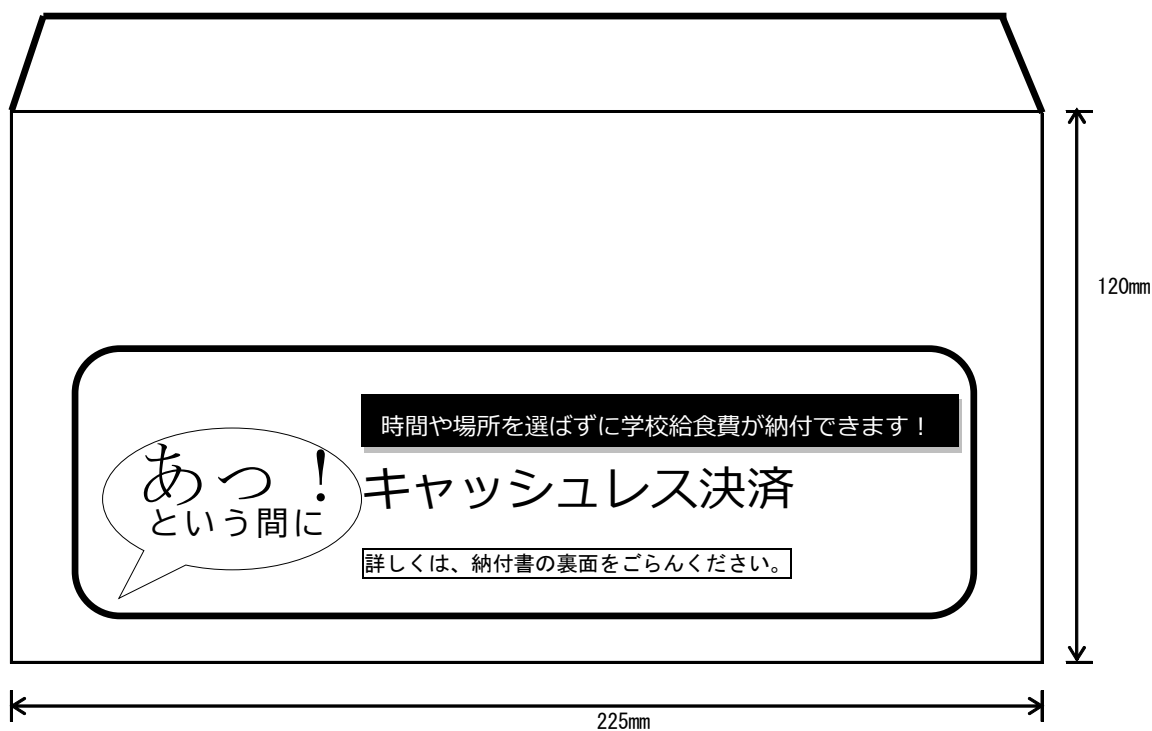 120mm
時間や場所を選ばずに学校給食費が納付できます！
あっ！
という間に
キャッシュレス決済
詳しくは、納付書の裏面をごらんください。
225mm